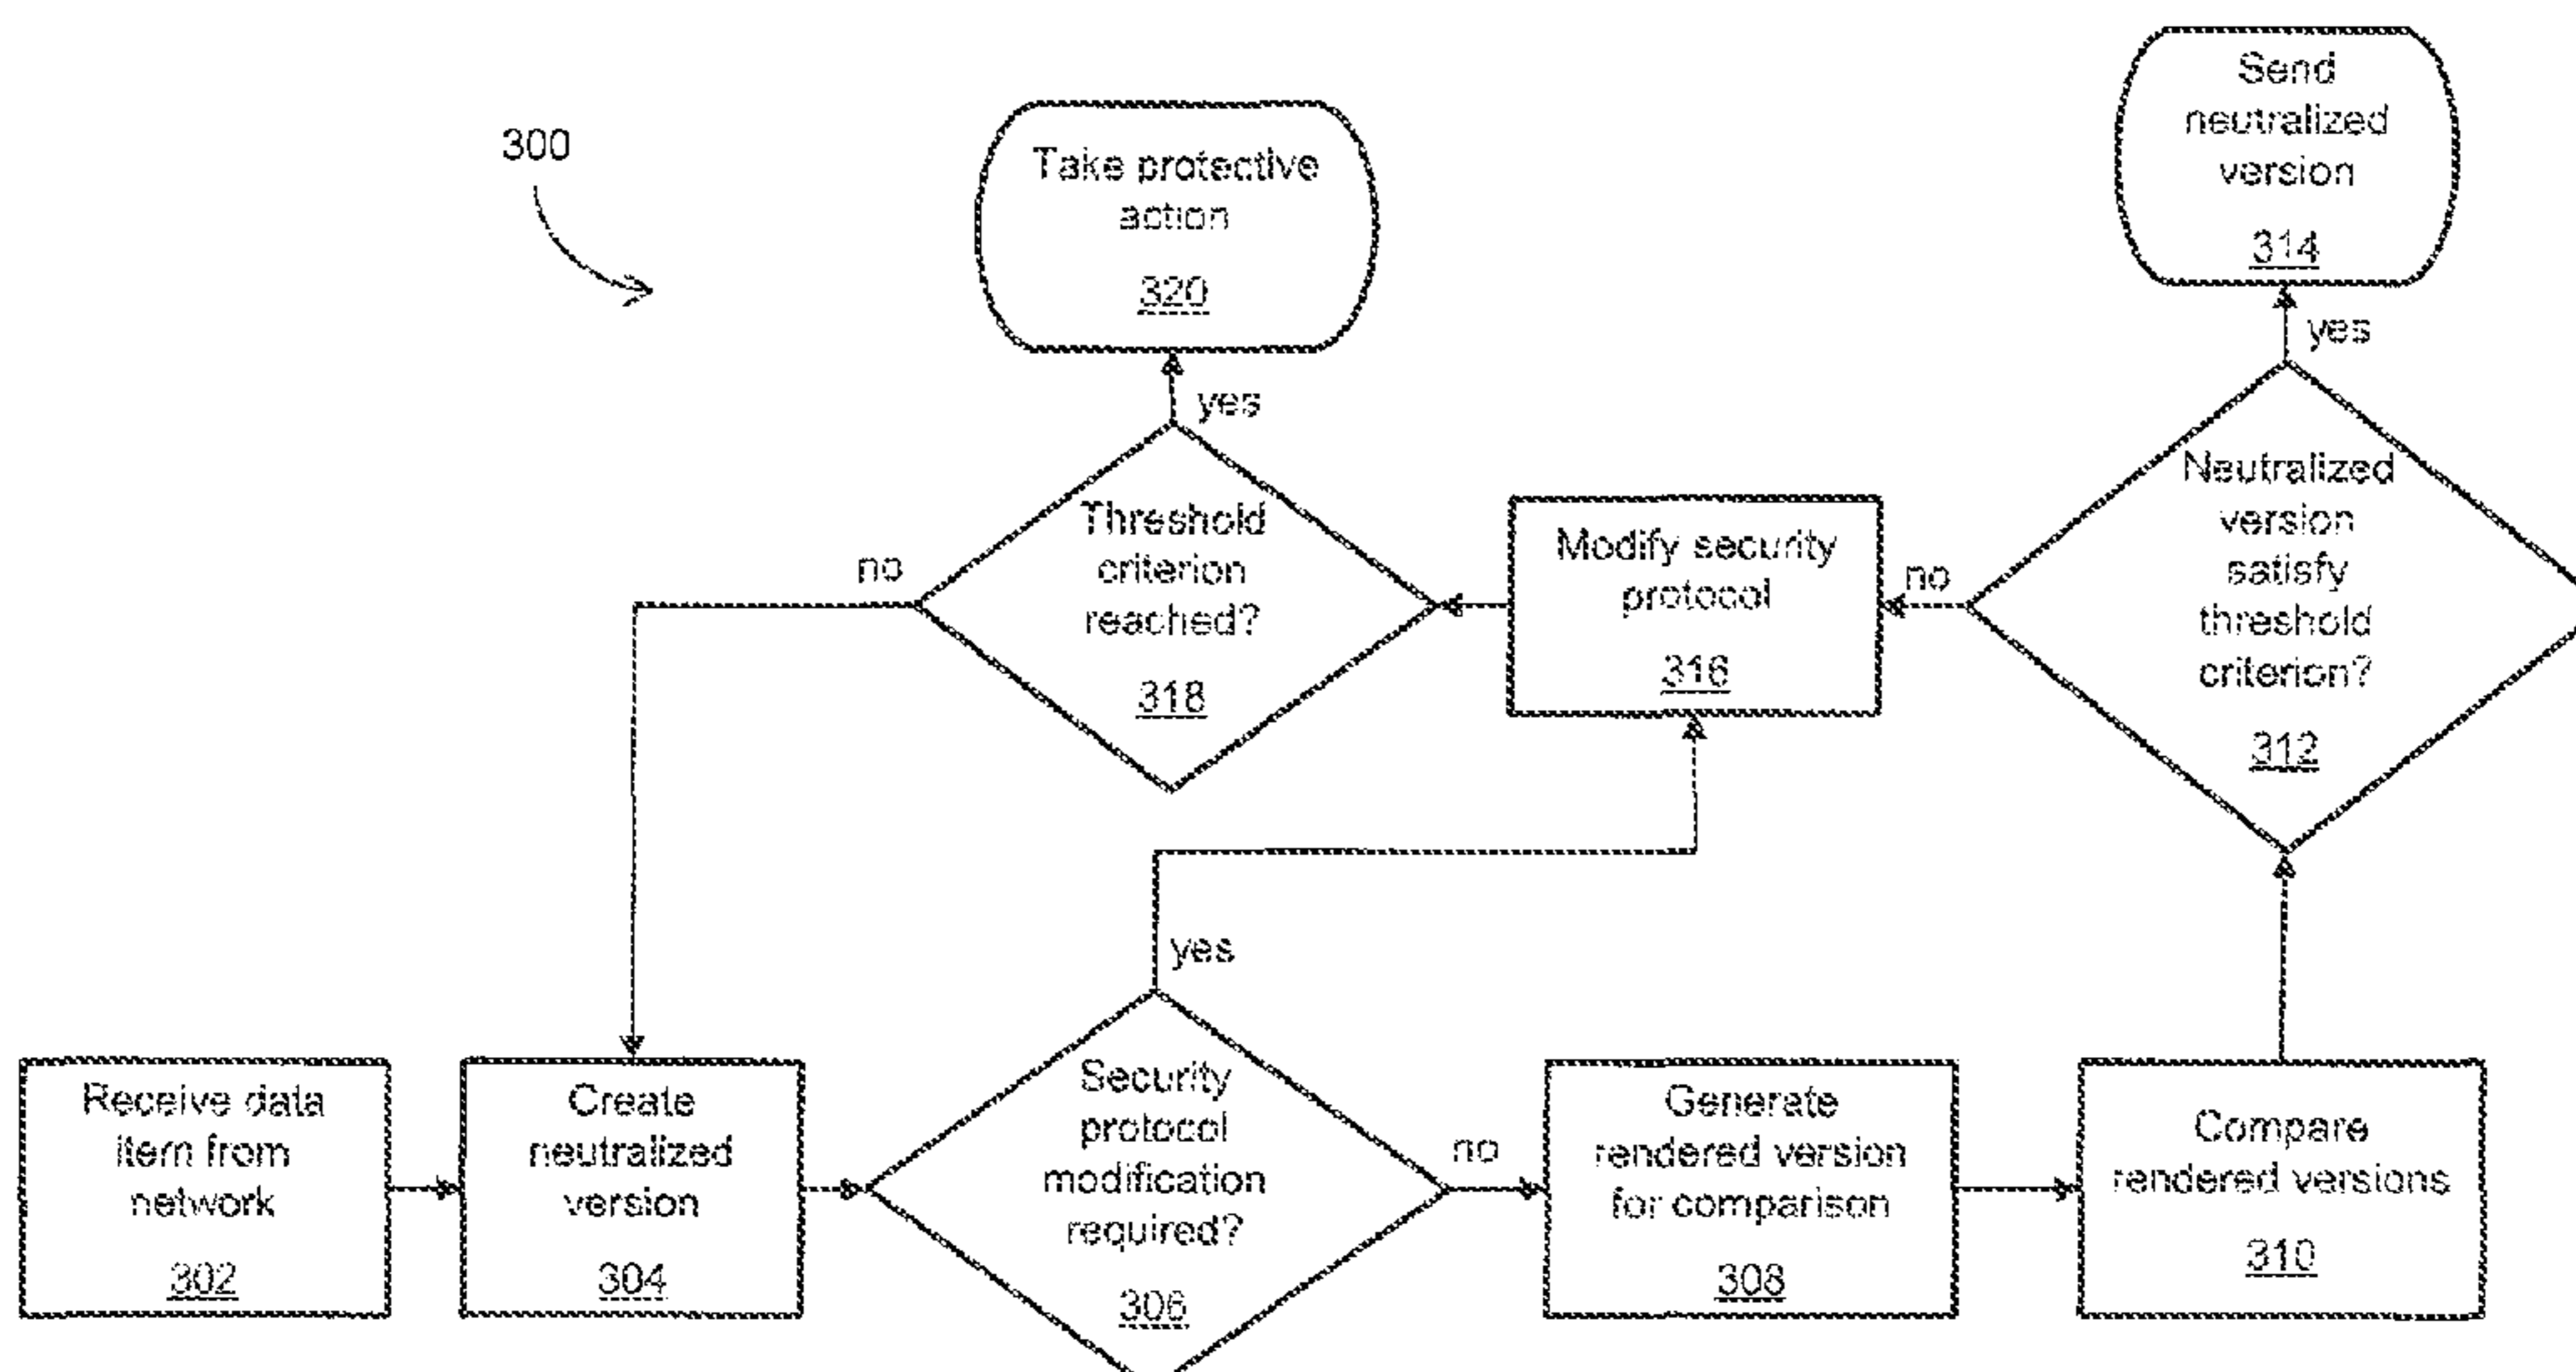 300
Take protective
action
320
Send
neutralized
version
314
yes
yes
Threshold
criterion
reached?
318
no
Modify security
protocol
316
no
Neutralized
version
satisfy
threshold
criterion?
312
yes
Receive data
item from
network
302
Create
neutralized
version
304
Security
protocol
modification
required?
306
no
Generate
rendered version
for comparison
308
Compare
rendered versions
310